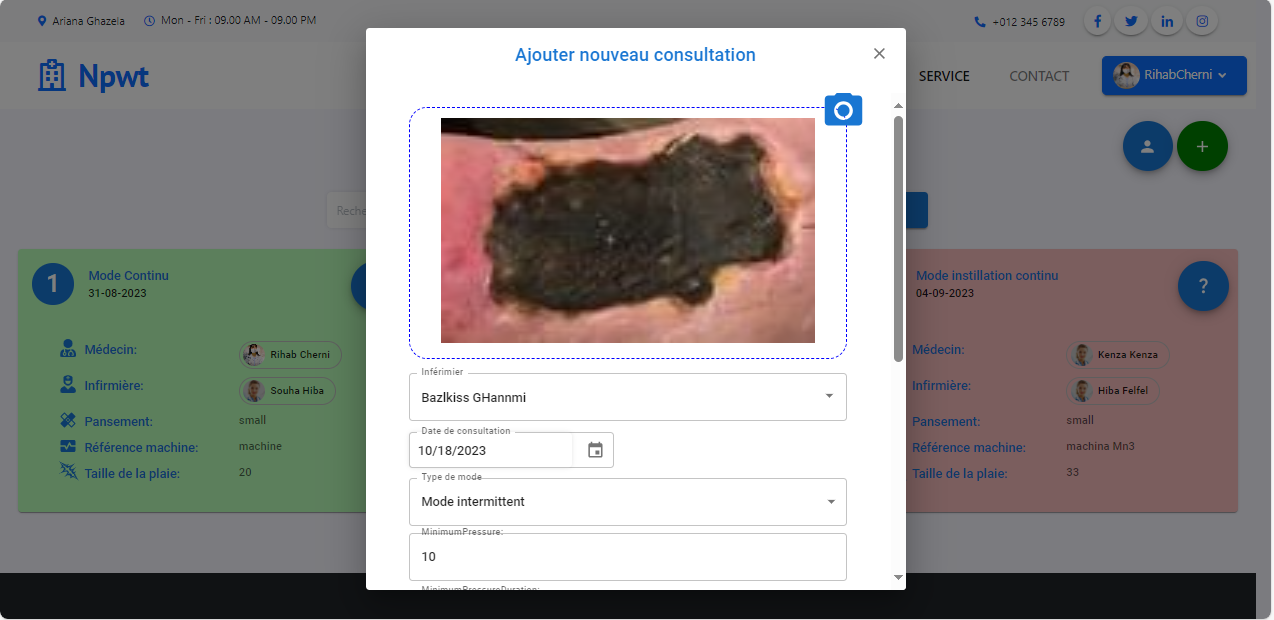 Ariana Ghazela
Mon - Fri : 09.00 AM - 09.00 PM
+012 345 6789
Npwt
SERVICE
CONTACT
RihabCherni
Ajouter nouveau consultation
Reche
1
Mode Continu
31-08-2023
Médecin:
Rihab Cherni
Infirmière:
Souha Hiba
Pansement:
small
Référence machine:
machine
Taille de la plaie:
20
Inférimier
Bazlkiss GHannmi
Date de consultation
10/18/2023
Type de mode
Mode intermittent
MinimumPressure:
10
MinimumPressureDuration:
Mode instillation continu
04-09-2023
?
Médecin:
Kenza Kenza
Infirmière:
Hiba Felfel
Pansement:
small
Référence machine:
machina Mn3
Taille de la plaie:
33